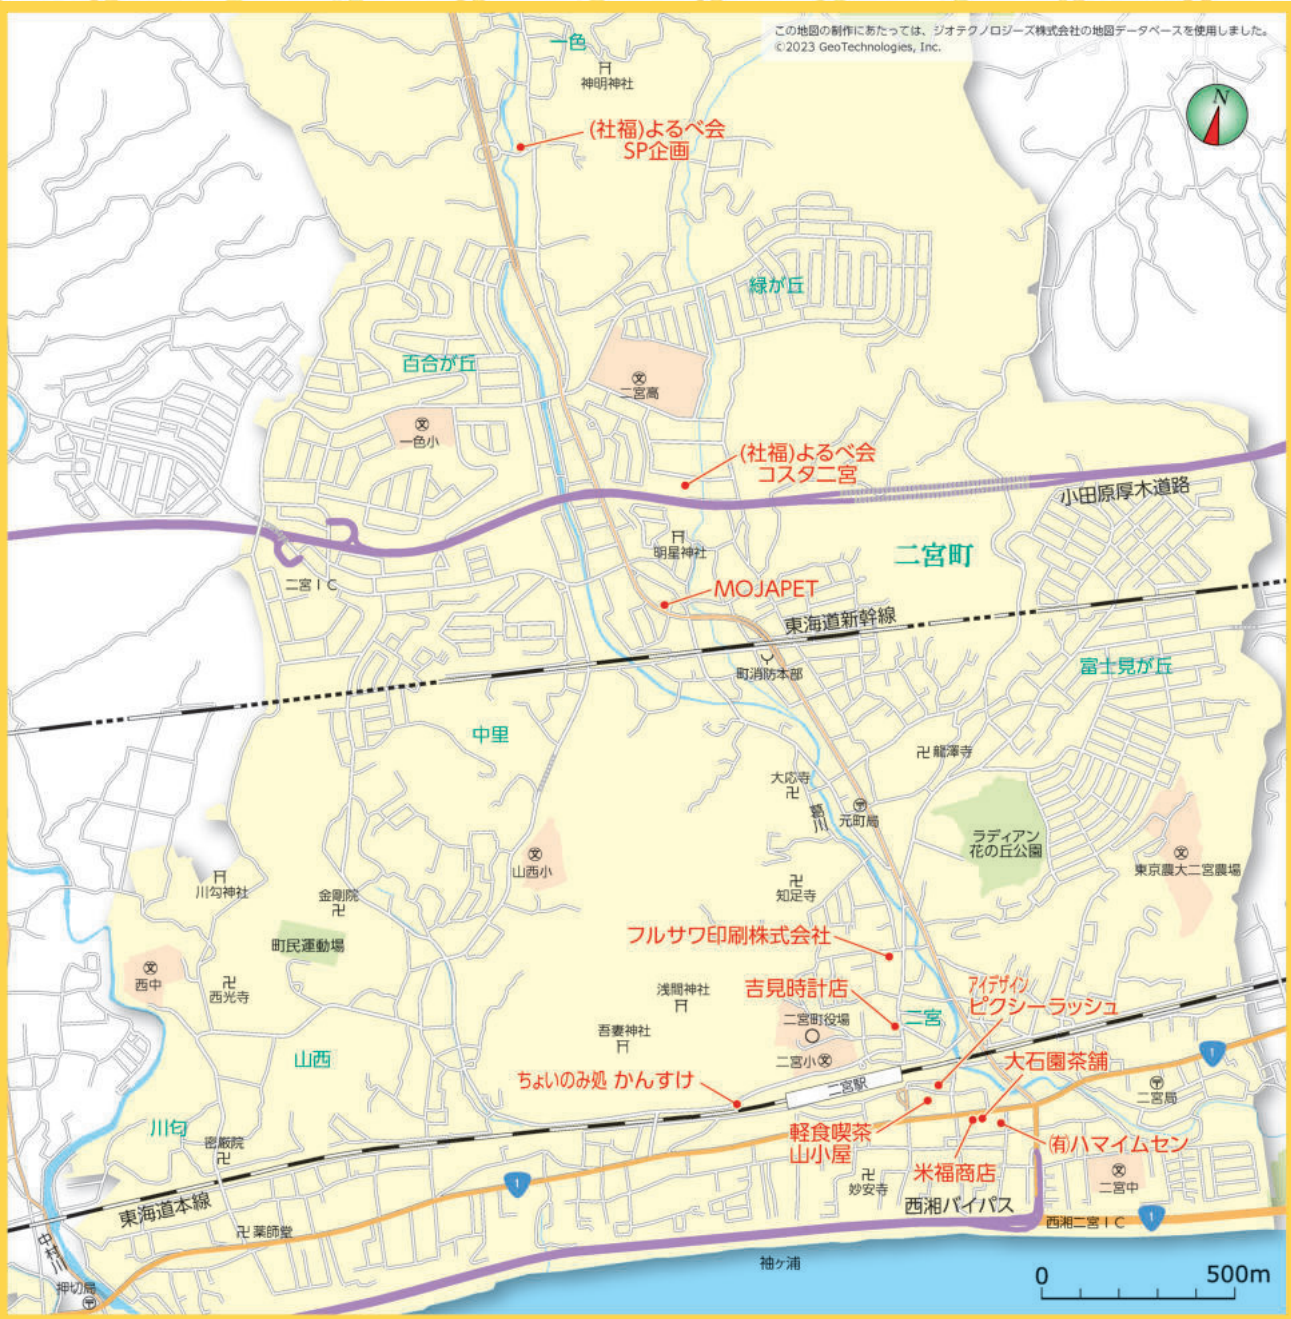 この地図の制作にあたっては、ジオテクノロジーズ株式会社の地図データベースを使用しました。
©2023 GeoTechnologies, Inc.
一色
神明神社
N
(社福)よるべ会
SP企画
緑が丘
百合が丘
二宮高
一色小
(社福)よるべ会
コスタ二宮
小田原厚木道路
明星神社
二宮町
二宮IC
MOJAPET
東海道新幹線
町消防本部
富士見が丘
中里
龍澤寺
大応寺
葛川
元町局
ラディアン
花の丘公園
山西小
東京農大二宮農場
川勾神社
金剛院
知足寺
町民運動場
フルサワ印刷株式会社
西中
西光寺
浅間神社
吉見時計店
アイデザイン
ピクシーラッシュ
二宮町役場
二宮
吾妻神社
山西
二宮小
大石園茶舗
1
ちょいのみ処 かんすけ
二宮駅
二宮局
川匂
密厳院
軽食喫茶
山小屋
㈲ハマイムセン
米福商店
1
妙安寺
二宮中
東海道本線
西湘バイパス
西湘二宮IC
1
薬師堂
中村川
袖ヶ浦
押切局
0 500m